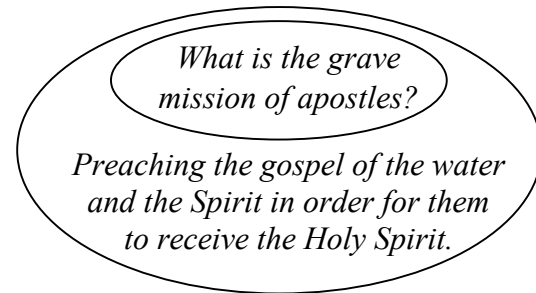 What is the grave
mission of apostles?
Preaching the gospel of the water
and the Spirit in order for them
to receive the Holy Spirit.